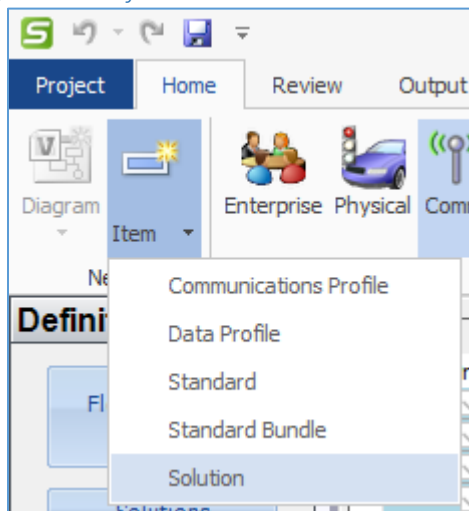 S
Project Home Review Output
V
Diagram Item Enterprise Physical
Communications Profile
Data Profile
Standard
Standard Bundle
Solution